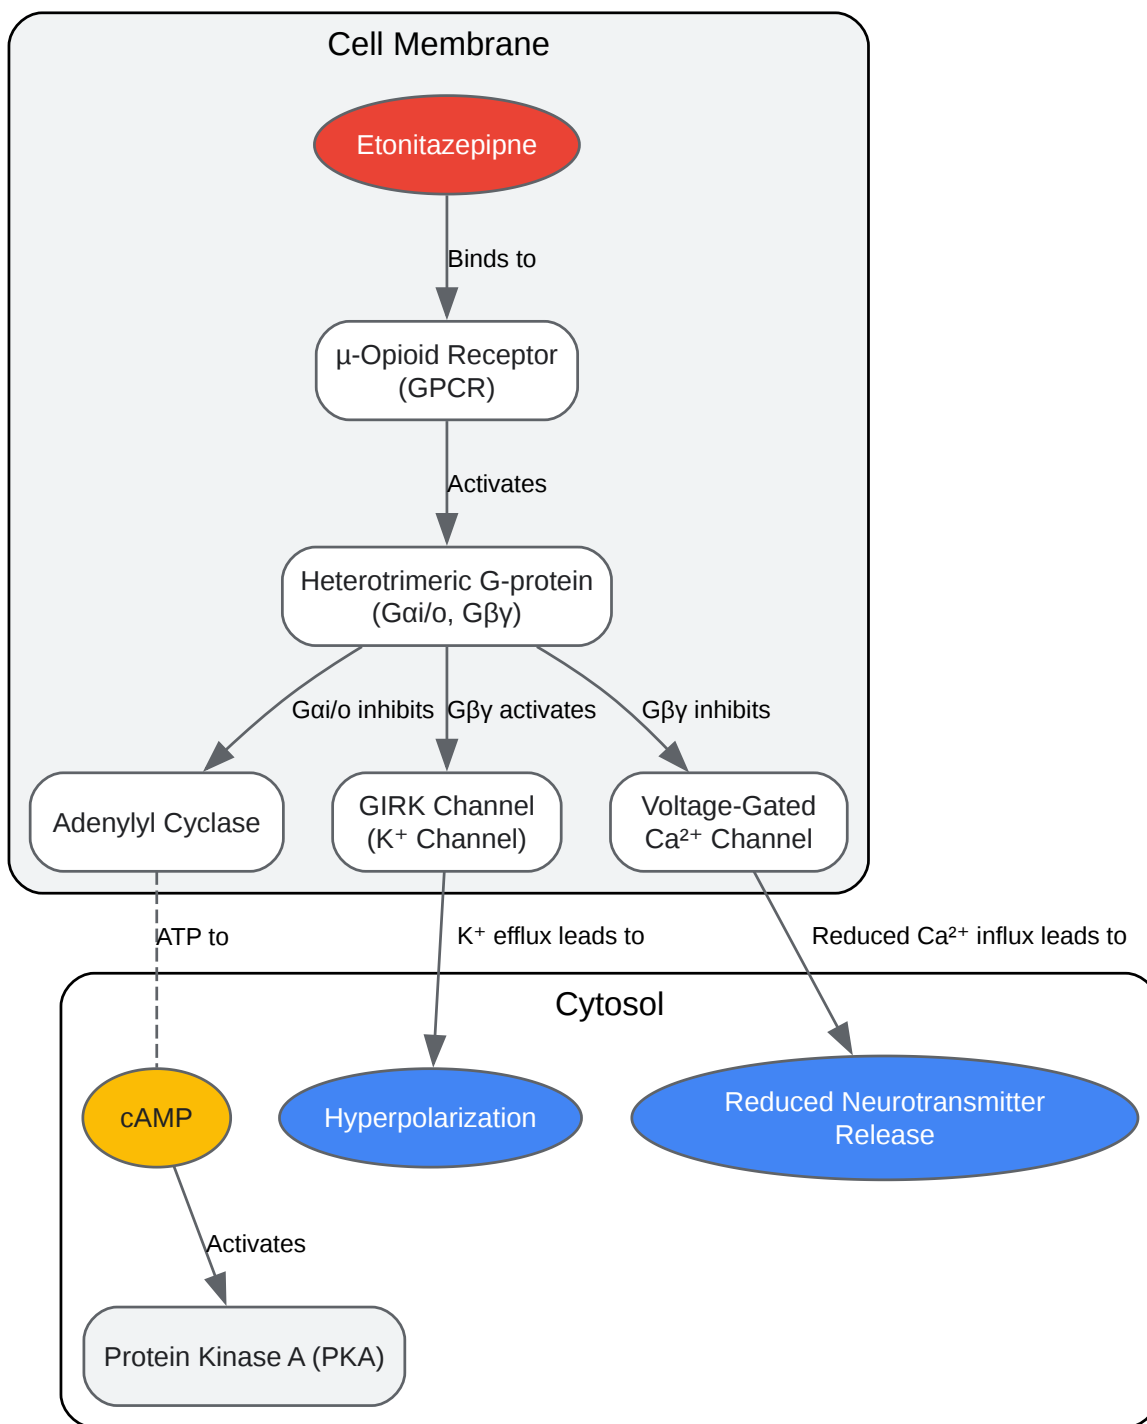 Cell Membrane
Etonitazepipne
Binds to
µ-Opioid Receptor
(GPCR)
Activates
Heterotrimeric G-protein
(Gαi/o, Gβγ)
Gαi/o inhibits
Gβγ activates
Gβγ inhibits
Adenylyl Cyclase
GIRK Channel
(K⁺ Channel)
Voltage-Gated
Ca²⁺ Channel
ATP to
K⁺ efflux leads to
Reduced Ca²⁺ influx leads to
Cytosol
cAMP
Hyperpolarization
Reduced Neurotransmitter
Release
Activates
Protein Kinase A (PKA)